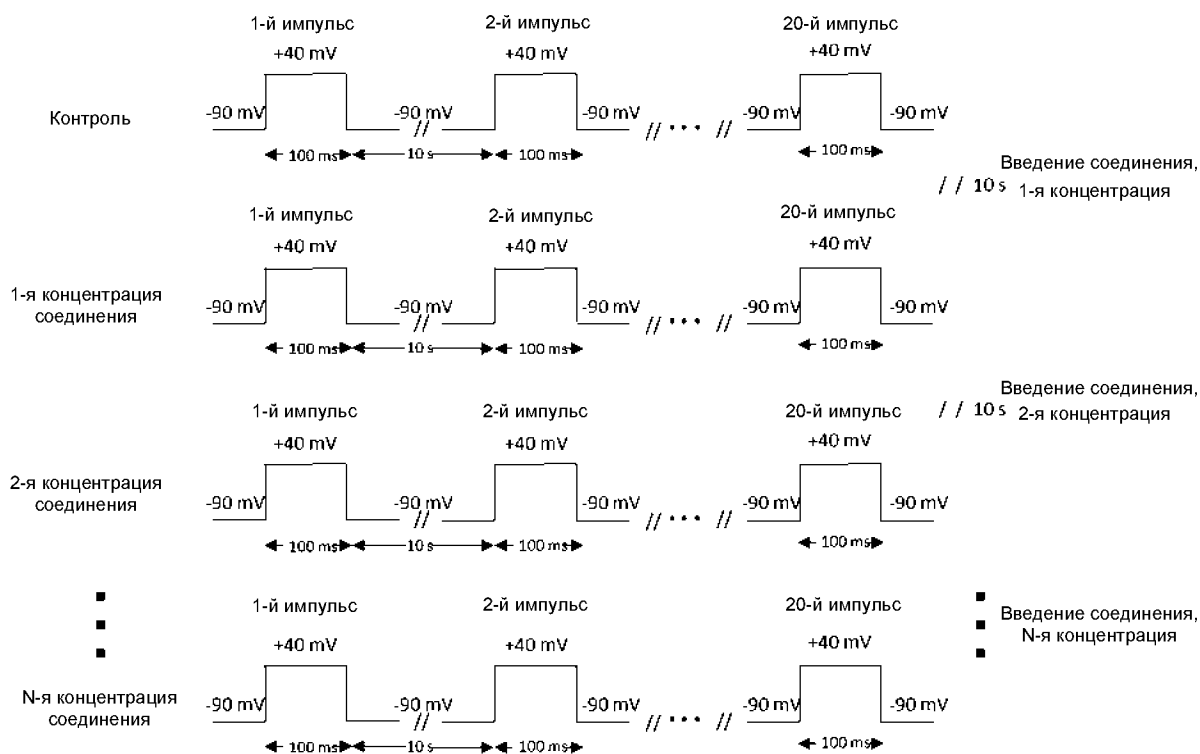 1-й импульс 2-й импульс 20-й импульс
+40 mV +40 mV +40 mV
Контроль
-90 mV -90 mV -90 mV -90 mV -90 mV
// // ••• //
100 ms 10 s 100 ms 100 ms
Введение соединения,
// 10 s 1-я концентрация
1-й импульс 2-й импульс 20-й импульс
+40 mV +40 mV +40 mV
1-я концентрация
соединения
-90 mV -90 mV -90 mV -90 mV -90 mV
// // ••• //
100 ms 10 s 100 ms 100 ms
Введение соединения,
// 10 s 2-я концентрация
1-й импульс 2-й импульс 20-й импульс
+40 mV +40 mV +40 mV
2-я концентрация
соединения
-90 mV -90 mV -90 mV -90 mV -90 mV
// // ••• //
100 ms 10 s 100 ms 100 ms
Введение соединения,
N-я концентрация
1-й импульс 2-й импульс 20-й импульс
+40 mV +40 mV +40 mV
N-я концентрация
соединения
-90 mV -90 mV -90 mV -90 mV -90 mV
// // ••• //
100 ms 10 s 100 ms 100 ms